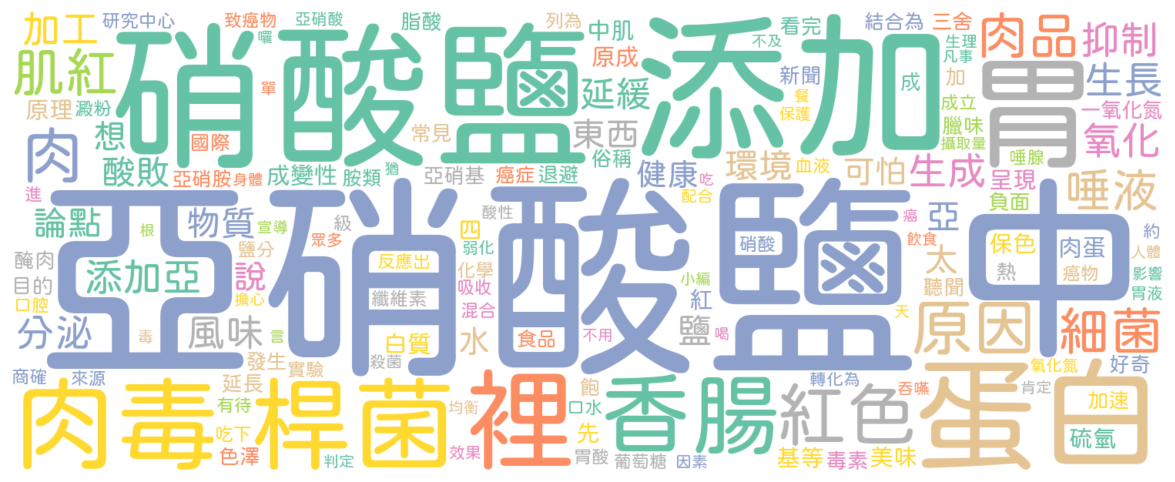 加工
致癌物
研究中心
亞硝酸
嚾
脂酸
硝酸鹽添加
列為
中肌
原成
看完
不及
結合為
三舍
生理
凡事
肉品
抑制
肌紅
單
延緩
新聞
餐
保護
加
成
胃
生長
原理
澱粉
想
國際
常見
東西
俗稱
成立
臘味
攝取量
一氧化氮
氧化
肉
酸敗
亞硝胺
身體
成變性
胺類
猶
亞硝基
癌症
退避
健康
吃
環境
血液
可怕
生成
唾腺
呈現
負面
唾液
進
配合
論點
物質
根
宣導
級
眾多
亞硝酸鹽中
酸性
四
弱化
癌
亞
飲食
保色
肉蛋
約
人體
醃肉
目的
口腔
添加亞
鹽分
說
擔心
反應出
纖維素
化學
吸收
混合
小編
紅
硝酸
太
聽聞
熱
癌物
影響
胃液
分泌
毒
風味
言
白質
殺菌
水
食品
不用
鹽
喝
天
原因
細菌
商確
來源
發生
實驗
延長
轉化為
氧化氮
好奇
肉毒桿菌
有待
吃下
色澤
判定
均衡
效果
裡
飽
口水
先
胃酸
葡萄糖
香腸
因素
紅色
基等
毒素
吞嚥
美味
蛋白
肯定
加速
硫氫